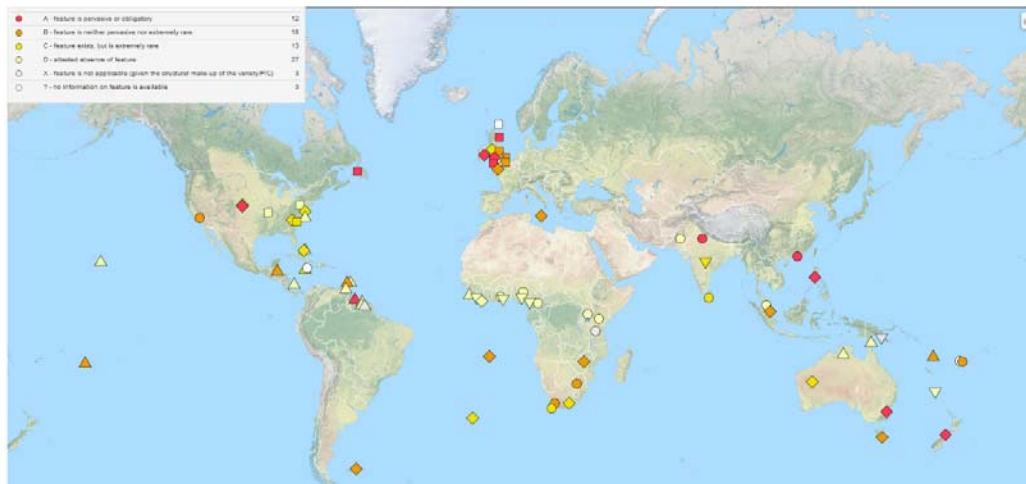 A - feature is pervasive or obligatory 12
B - feature is neither pervasive nor extremely rare 18
C - feature exists, but is extremely rare 13
D - attested absence of feature 27
X - feature is not applicable (given the structural make-up of the variety/P/C) 3
? - no information on feature is available 3